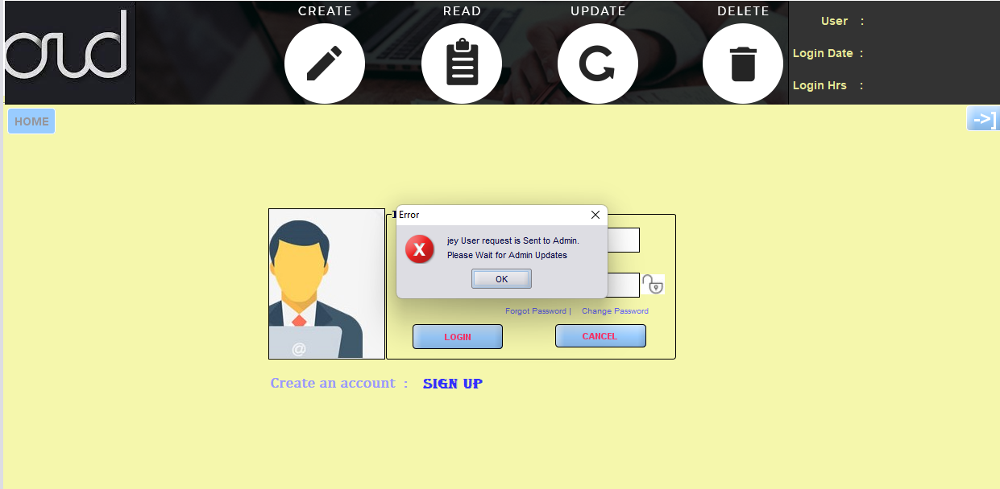 CREATE
READ
UPDATE
DELETE
User :
Login Date :
Login Hrs :
HOME
->]
Error
jey User request is Sent to Admin.
Please Wait for Admin Updates
OK
Forgot Password |
Change Password
@
LOGIN
CANCEL
Create an account :
SIGN UP